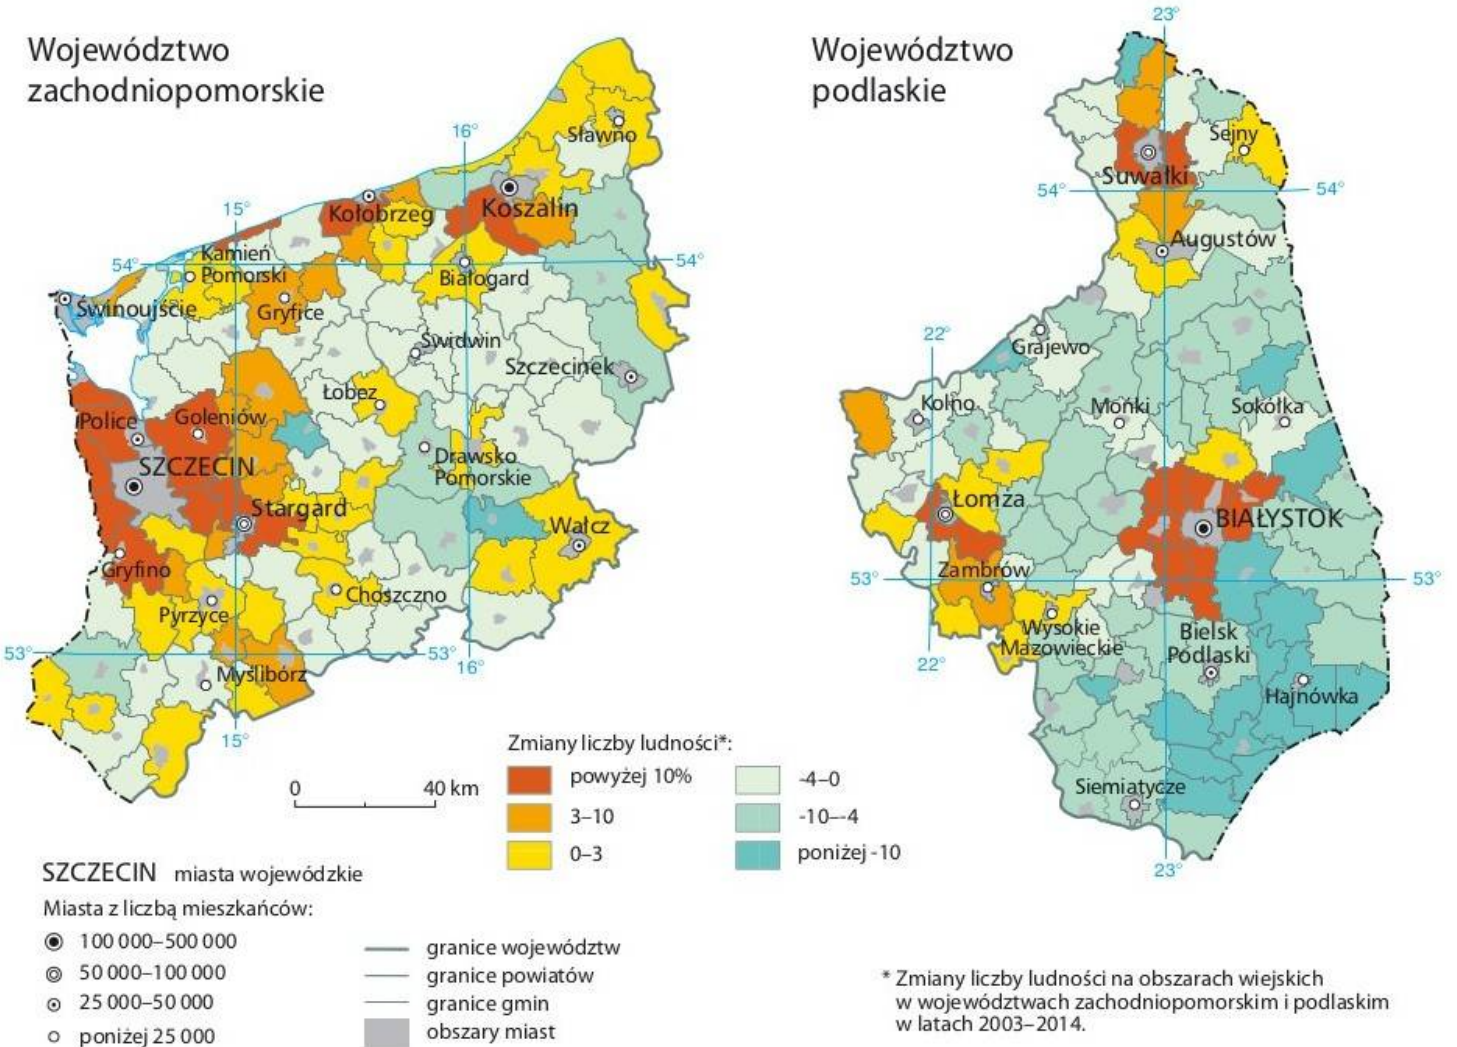 Województwo
zachodniopomorskie
16°
Sławno
15°
Kołobrzeg
Koszalin
Kamień
Pomorski
54°
54°
Białogard
Świnoujście
Gryfice
Świdwin
Szczecinek
Łobez
Police
Goleniów
SZCZECIN
Drawsko
Pomorskie
Stargard
Wałcz
Gryfino
Choszczno
Pyrzyce
53°
53°
16°
Myślibórz
15°
Województwo
podlaskie
23°
Sejny
Suwałki
54°
54°
Augustów
22°
Grajewo
Kolno
Mońki
Sokółka
Łomża
BIAŁYSTOK
Zambrów
53°
53°
Wysokie
Mazowieckie
Bielsk
Podlaski
22°
Hajnówka
Siemiatycze
23°
0
40 km
Zmiany liczby ludności*:
powyżej 10%
3–10
0–3
-4–0
-10–-4
poniżej -10
SZCZECIN miasta wojewódzkie
Miasta z liczbą mieszkańców:
100 000–500 000
50 000–100 000
25 000–50 000
poniżej 25 000
granice województw
granice powiatów
granice gmin
obszary miast
* Zmiany liczby ludności na obszarach wiejskich
w województwach zachodniopomorskim i podlaskim
w latach 2003–2014.